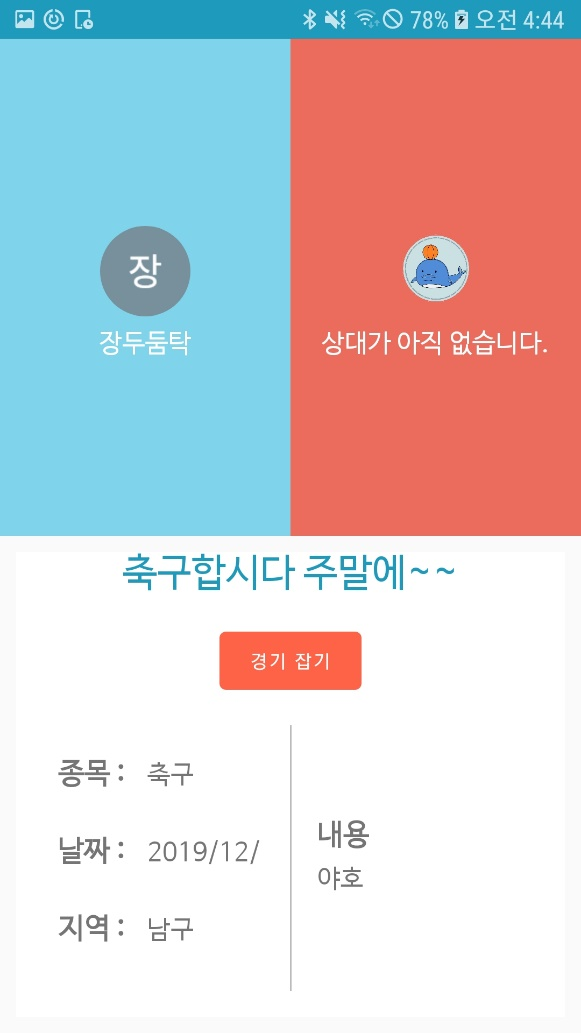 78% 오전 4:44
장
장두둠탁
상대가 아직 없습니다.
축구합시다 주말에~~
경기 잡기
종목 : 축구
날짜 : 2019/12/
지역 : 남구
내용
야호